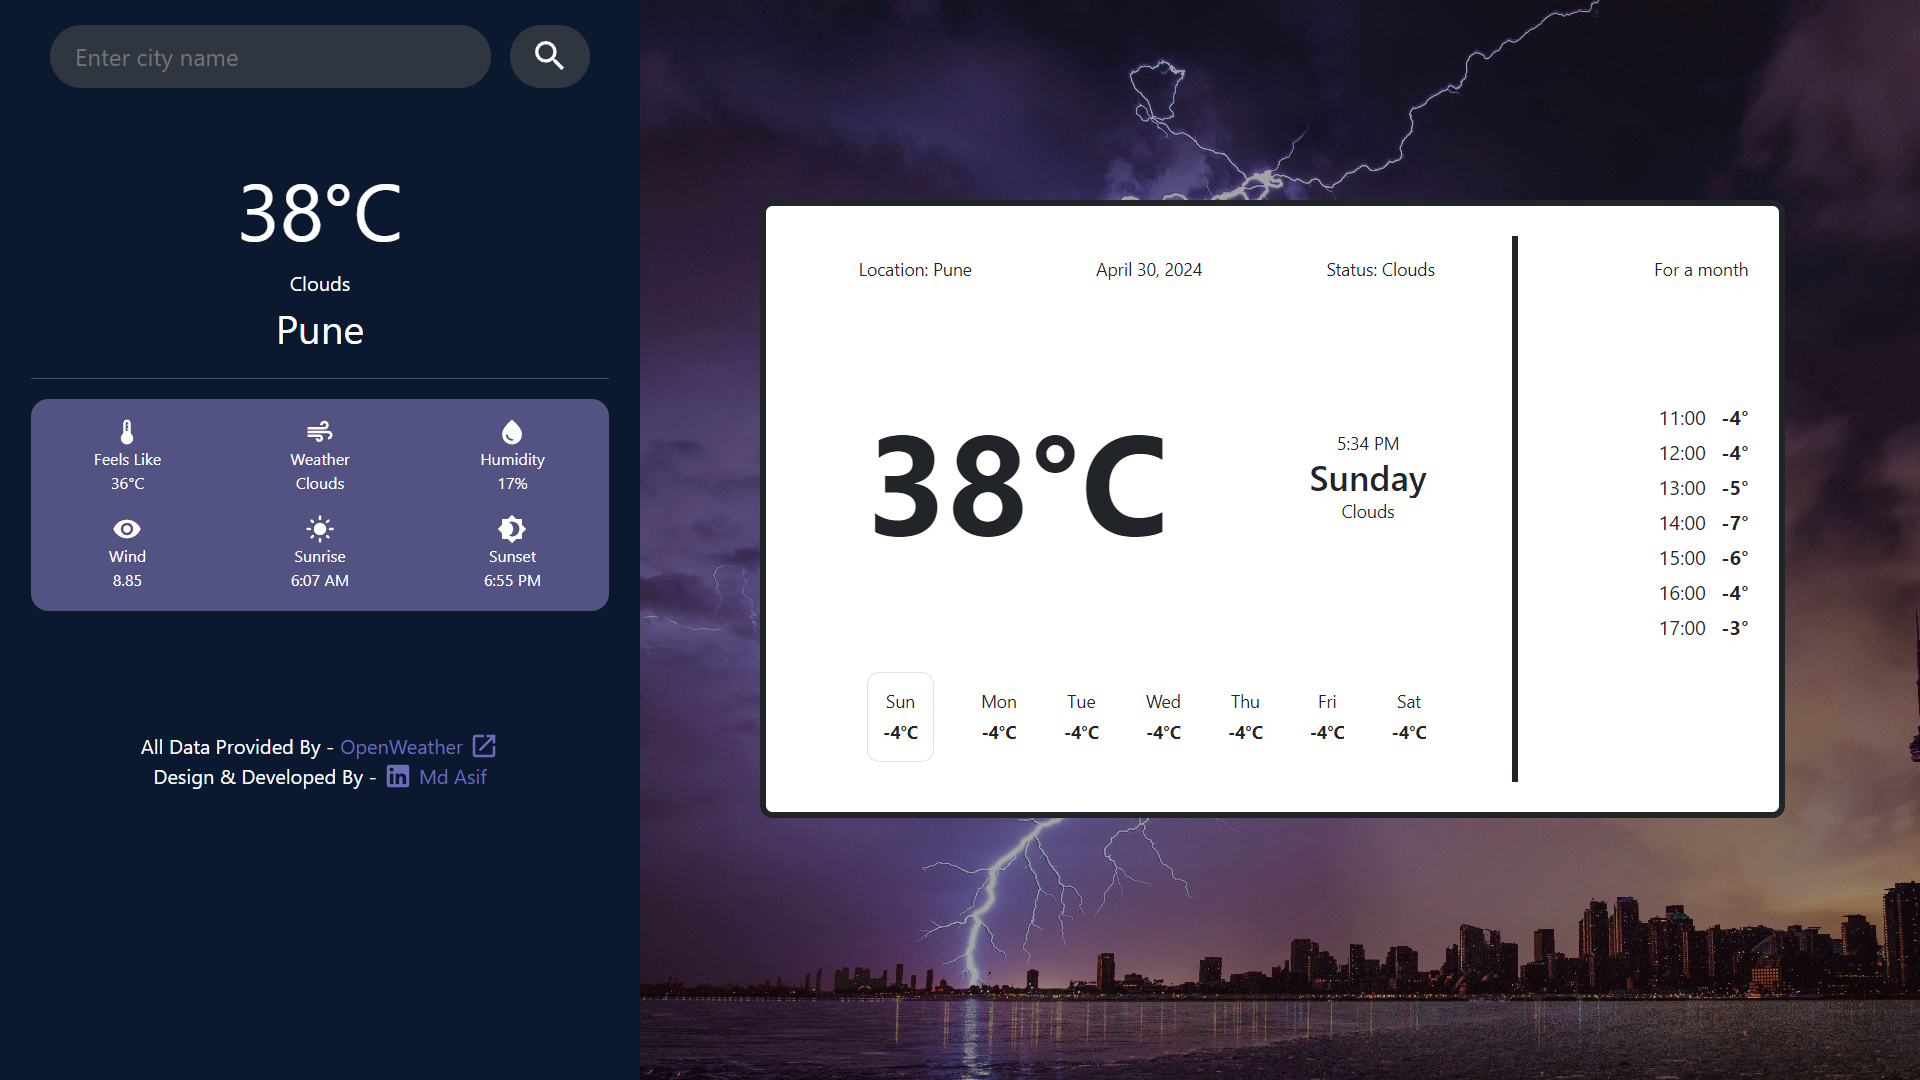 Enter city name
38°C
Clouds
Pune
Feels Like
36°C
Weather
Clouds
Humidity
17%
Wind
8.85
Sunrise
6:07 AM
Sunset
6:55 PM
All Data Provided By - OpenWeather
Design & Developed By - in Md Asif
Location: Pune
April 30, 2024
Status: Clouds
38°C
5:34 PM
Sunday
Clouds
Sun
-4°C
Mon
-4°C
Tue
-4°C
Wed
-4°C
Thu
-4°C
Fri
-4°C
Sat
-4°C
For a month
11:00 -4°
12:00 -4°
13:00 -5°
14:00 -7°
15:00 -6°
16:00 -4°
17:00 -3°